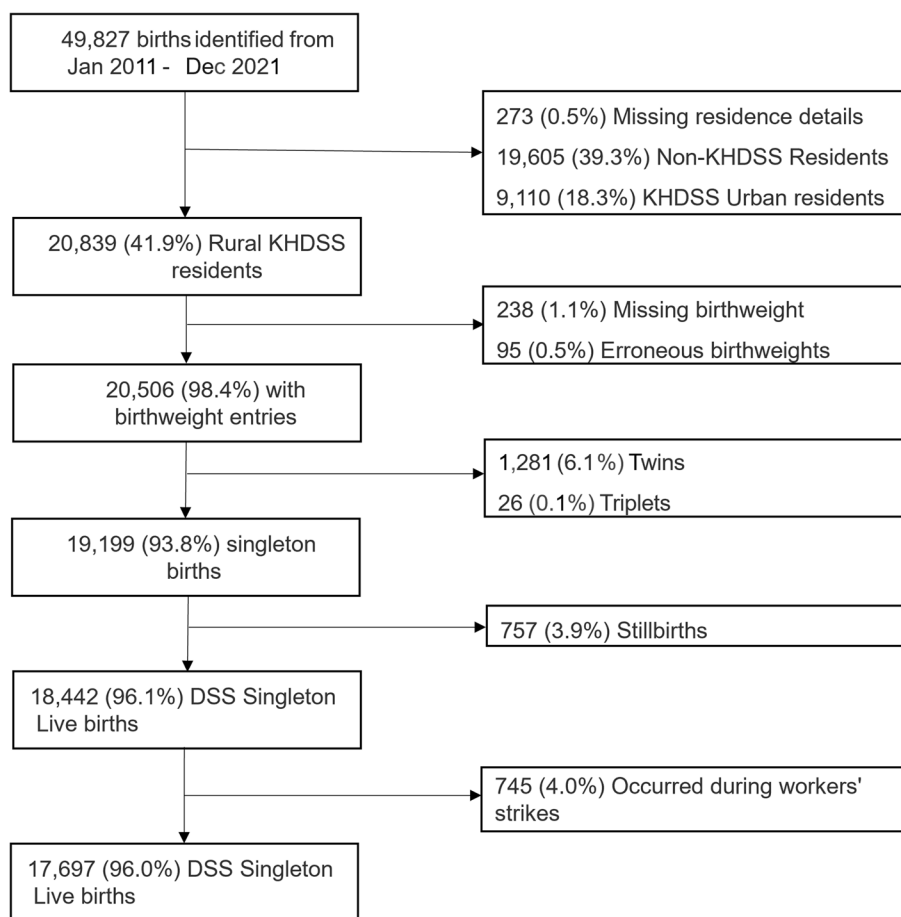 49,827 births identified from
Jan 2011 - Dec 2021
273 (0.5%) Missing residence details
19,605 (39.3%) Non-KHDSS Residents
9,110 (18.3%) KHDSS Urban residents
20,839 (41.9%) Rural KHDSS
residents
238 (1.1%) Missing birthweight
95 (0.5%) Erroneous birthweights
20,506 (98.4%) with
birthweight entries
1,281 (6.1%) Twins
26 (0.1%) Triplets
19,199 (93.8%) singleton
births
757 (3.9%) Stillbirths
18,442 (96.1%) DSS Singleton
Live births
745 (4.0%) Occurred during workers'
strikes
17,697 (96.0%) DSS Singleton
Live births